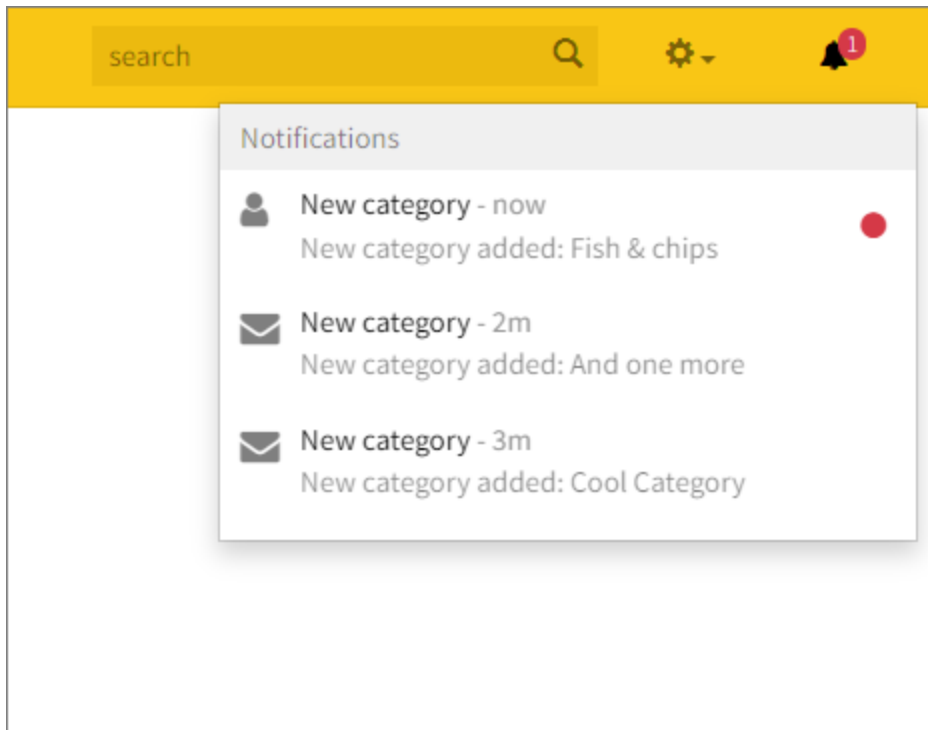 search
1
Notifications
New category - now
New category added: Fish & chips
New category - 2m
New category added: And one more
New category - 3m
New category added: Cool Category